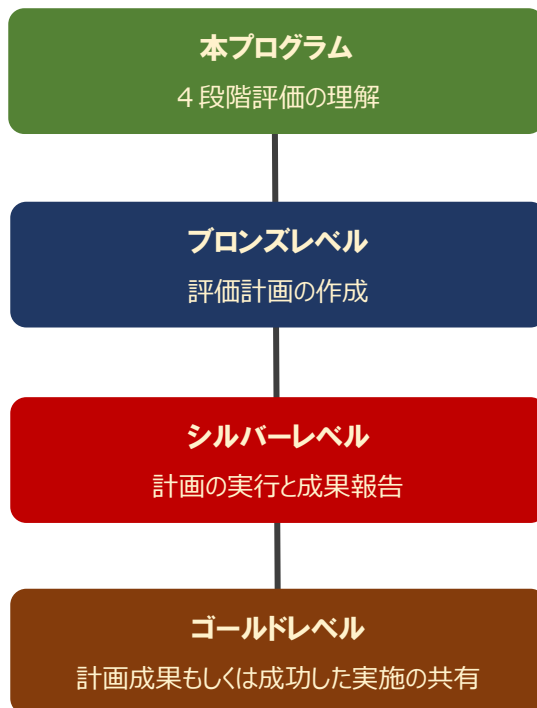 本プログラム
4段階評価の理解
ブロンズレベル
評価計画の作成
シルバーレベル
計画の実行と成果報告
ゴールドレベル
計画成果もしくは成功した実施の共有